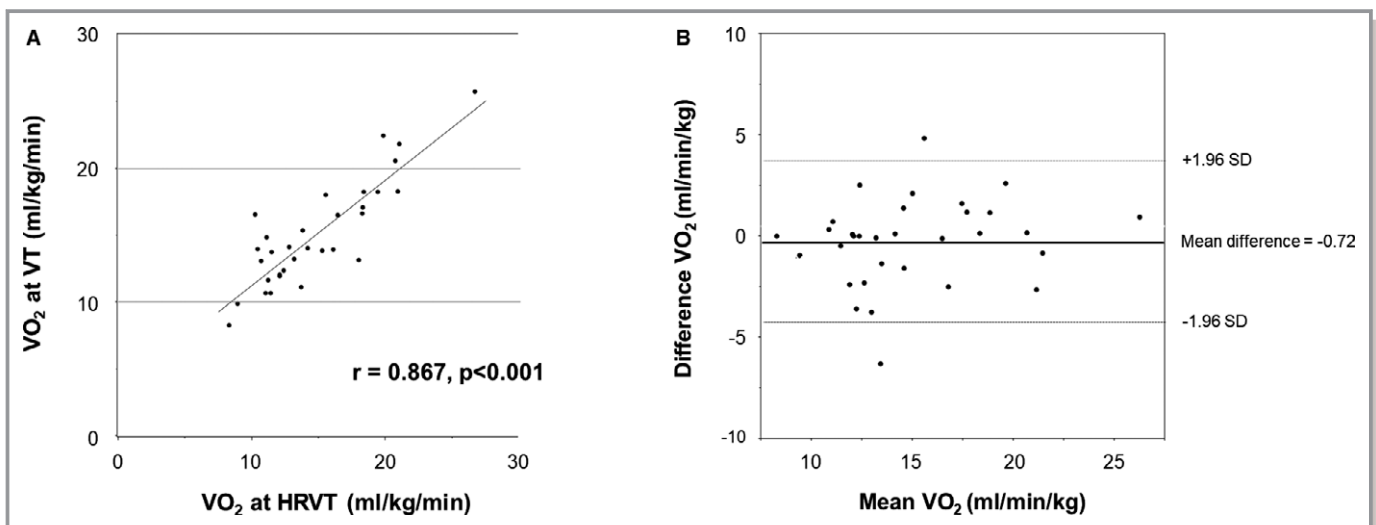 A
30
20
10
0
VO₂ at VT (ml/kg/min)
r = 0.867, p<0.001
0 10 20 30
VO₂ at HRVT (ml/kg/min)
B
10
5
0
-5
-10
Difference VO₂ (ml/min/kg)
+1.96 SD
Mean difference = -0.72
-1.96 SD
10 15 20 25
Mean VO₂ (ml/min/kg)